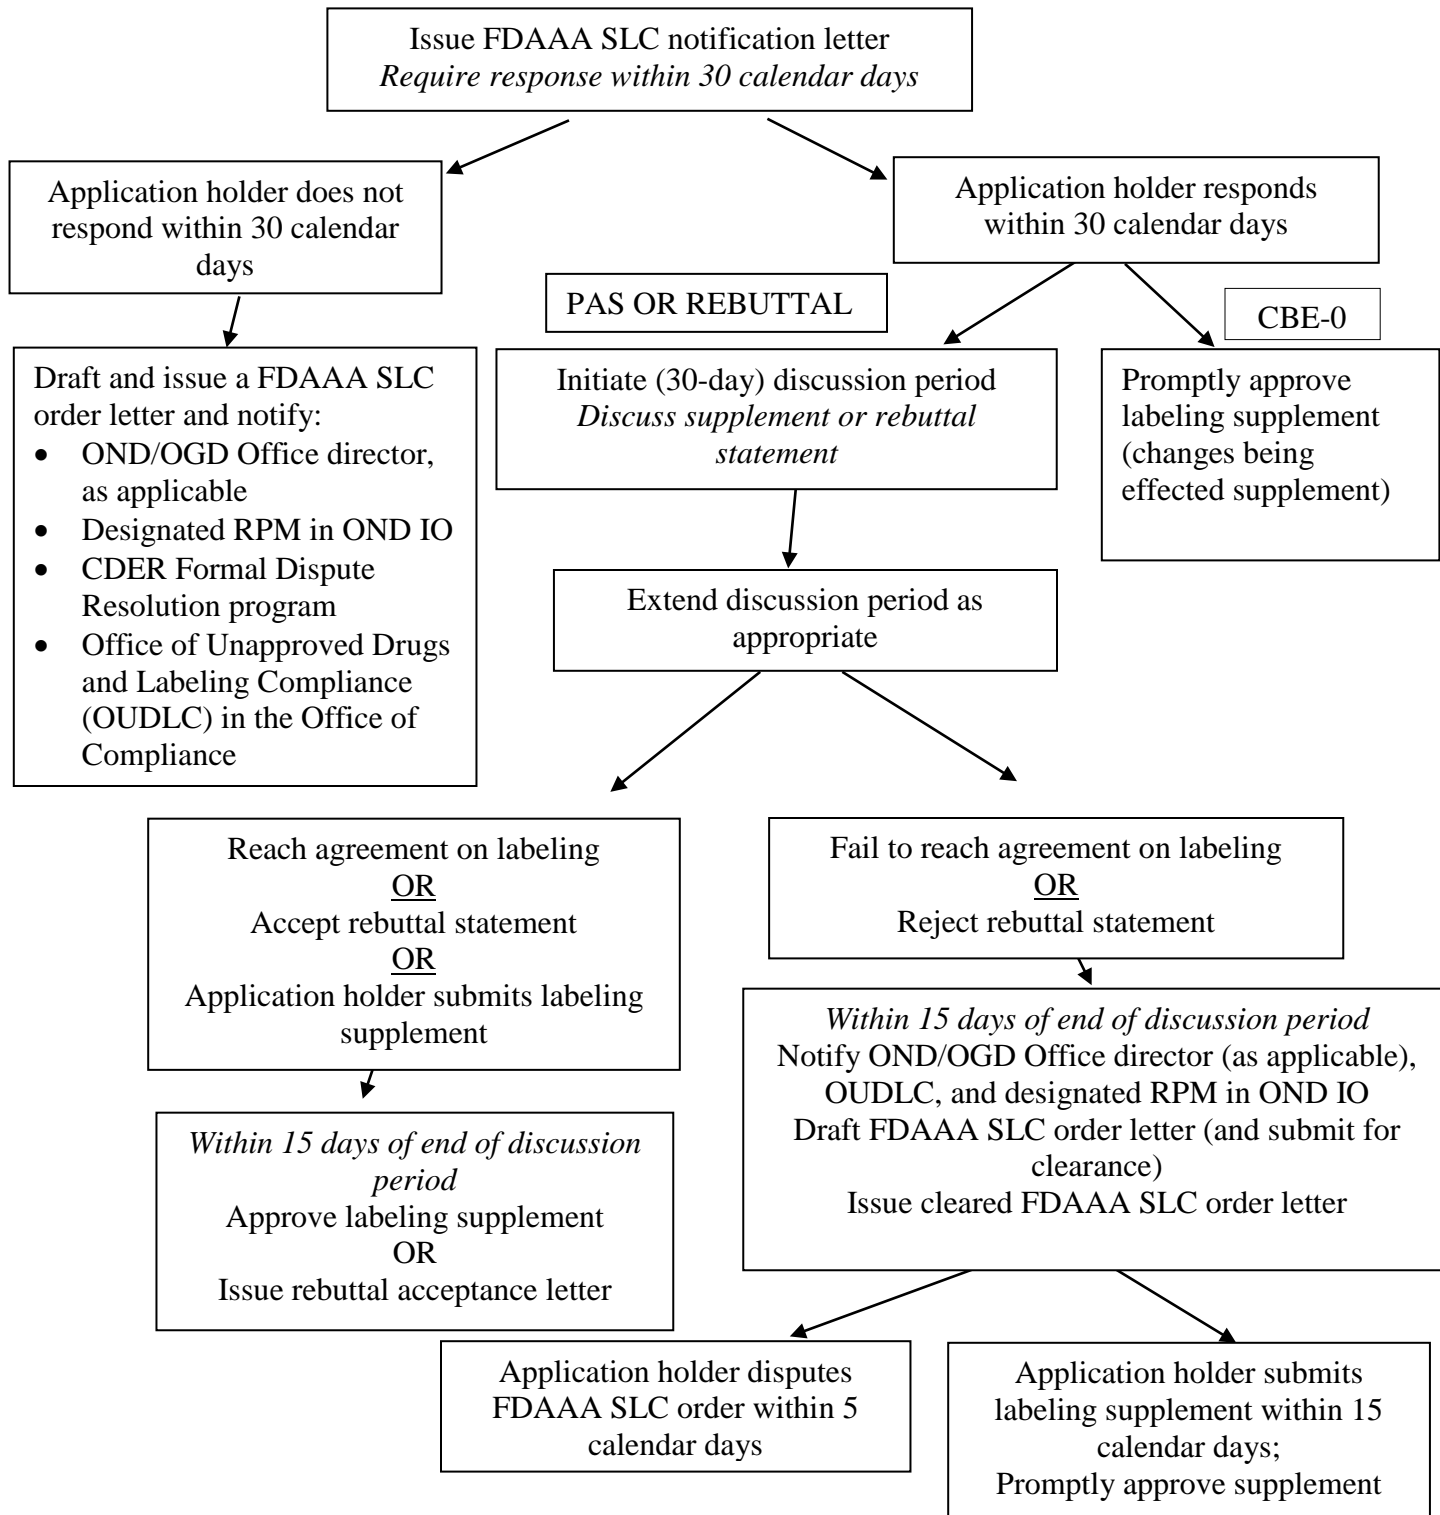 Issue FDAAA SLC notification letter
Require response within 30 calendar days
Application holder does not
respond within 30 calendar
days
Application holder responds
within 30 calendar days
PAS OR REBUTTAL
CBE-0
Draft and issue a FDAAA SLC
order letter and notify:
• OND/OGD Office director,
as applicable
• Designated RPM in OND IO
• CDER Formal Dispute
Resolution program
• Office of Unapproved Drugs
and Labeling Compliance
(OUDLC) in the Office of
Compliance
Initiate (30-day) discussion period
Discuss supplement or rebuttal
statement
Promptly approve
labeling supplement
(changes being
effected supplement)
Extend discussion period as
appropriate
Reach agreement on labeling
OR
Accept rebuttal statement
OR
Application holder submits labeling
supplement
Fail to reach agreement on labeling
OR
Reject rebuttal statement
Within 15 days of end of discussion
period
Approve labeling supplement
OR
Issue rebuttal acceptance letter
Within 15 days of end of discussion period
Notify OND/OGD Office director (as applicable),
OUDLC, and designated RPM in OND IO
Draft FDAAA SLC order letter (and submit for
clearance)
Issue cleared FDAAA SLC order letter
Application holder disputes
FDAAA SLC order within 5
calendar days
Application holder submits
labeling supplement within 15
calendar days;
Promptly approve supplement